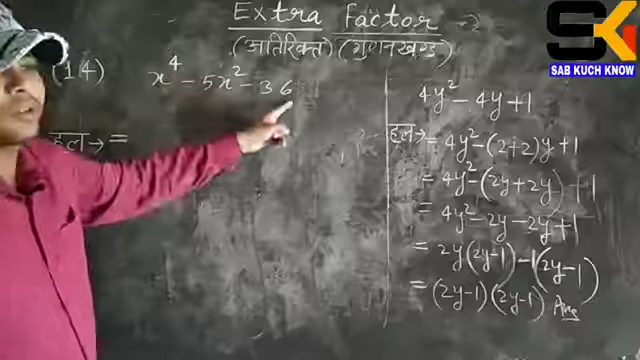 Extra Factor
(अतिरिक्त) (गुणनखण्ड)
(14) x⁴ - 5x² - 36
हल→ =
4y² - 4y + 1
हल→ = 4y² - (2+2)y + 1
= 4y² - (2y + 2y) + 1
= 4y² - 2y - 2y + 1
= 2y(2y - 1) - 1(2y - 1)
= (2y - 1)(2y - 1) Ans
SK
SAB KUCH KNOW